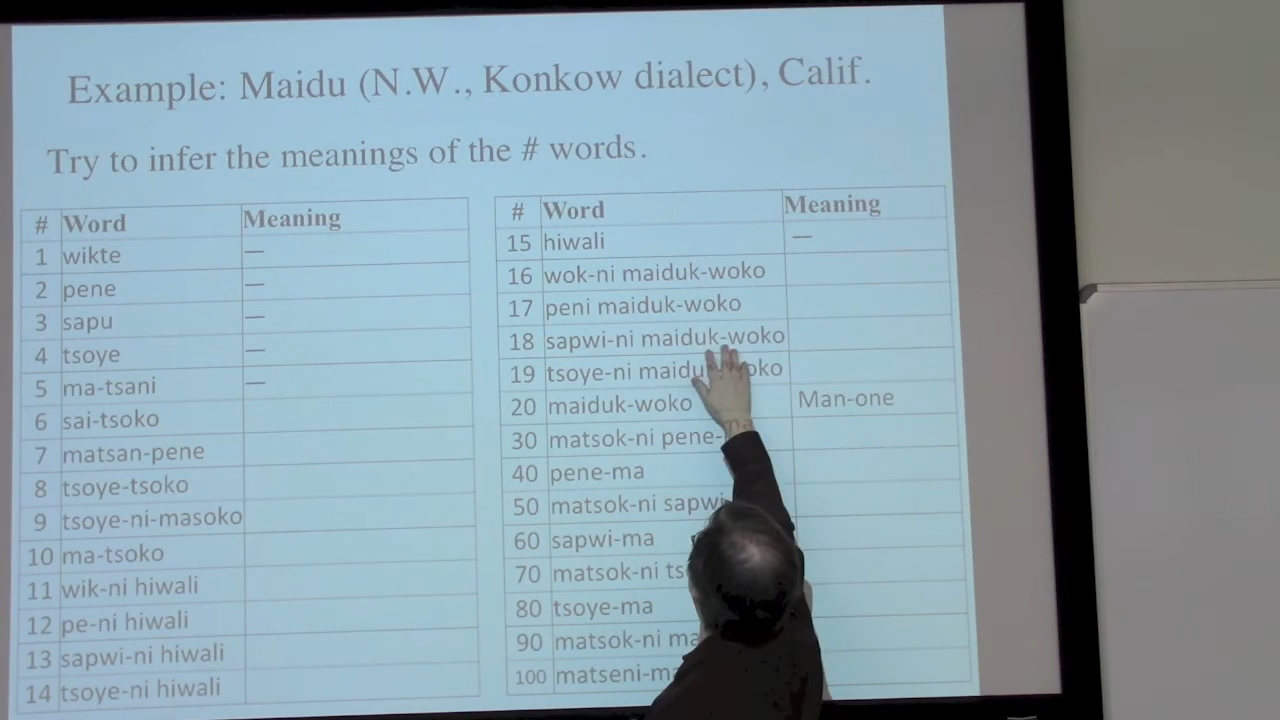 Example: Maidu (N.W., Konkow dialect), Calif.
Try to infer the meanings of the # words.
# Word Meaning
1 wikte —
2 pene —
3 sapu —
4 tsoye —
5 ma-tsani —
6 sai-tsoko
7 matsan-pene
8 tsoye-tsoko
9 tsoye-ni-masoko
10 ma-tsoko
11 wik-ni hiwali
12 pe-ni hiwali
13 sapwi-ni hiwali
14 tsoye-ni hiwali
# Word Meaning
15 hiwali —
16 wok-ni maiduk-woko
17 peni maiduk-woko
18 sapwi-ni maiduk-woko
19 tsoye-ni
20 maiduk-woko Man-one
30 matsok-ni pene-
40 pene-ma
50 matsok-ni
60 sapwi-ma
70 matsok-ni
80 tsoye-ma
90 matsok-ni
100